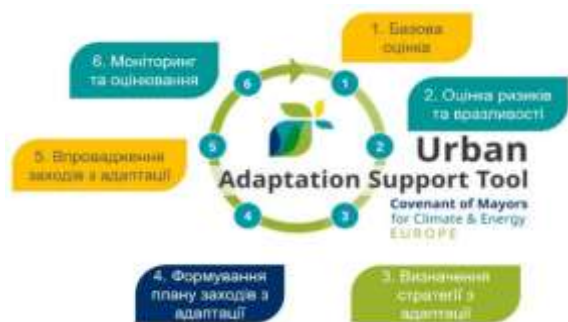 1. Базова
оцінка
6. Моніторинг
та оцінювання
6
1
2. Оцінка ризиків
та вразливості
5
2
5. Впровадження
заходів з адаптації
Urban
Adaptation Support Tool
Covenant of Mayors
for Climate & Energy
EUROPE
4
3
4. Формування
плану заходів з
адаптації
3. Визначення
стратегії з
адаптації